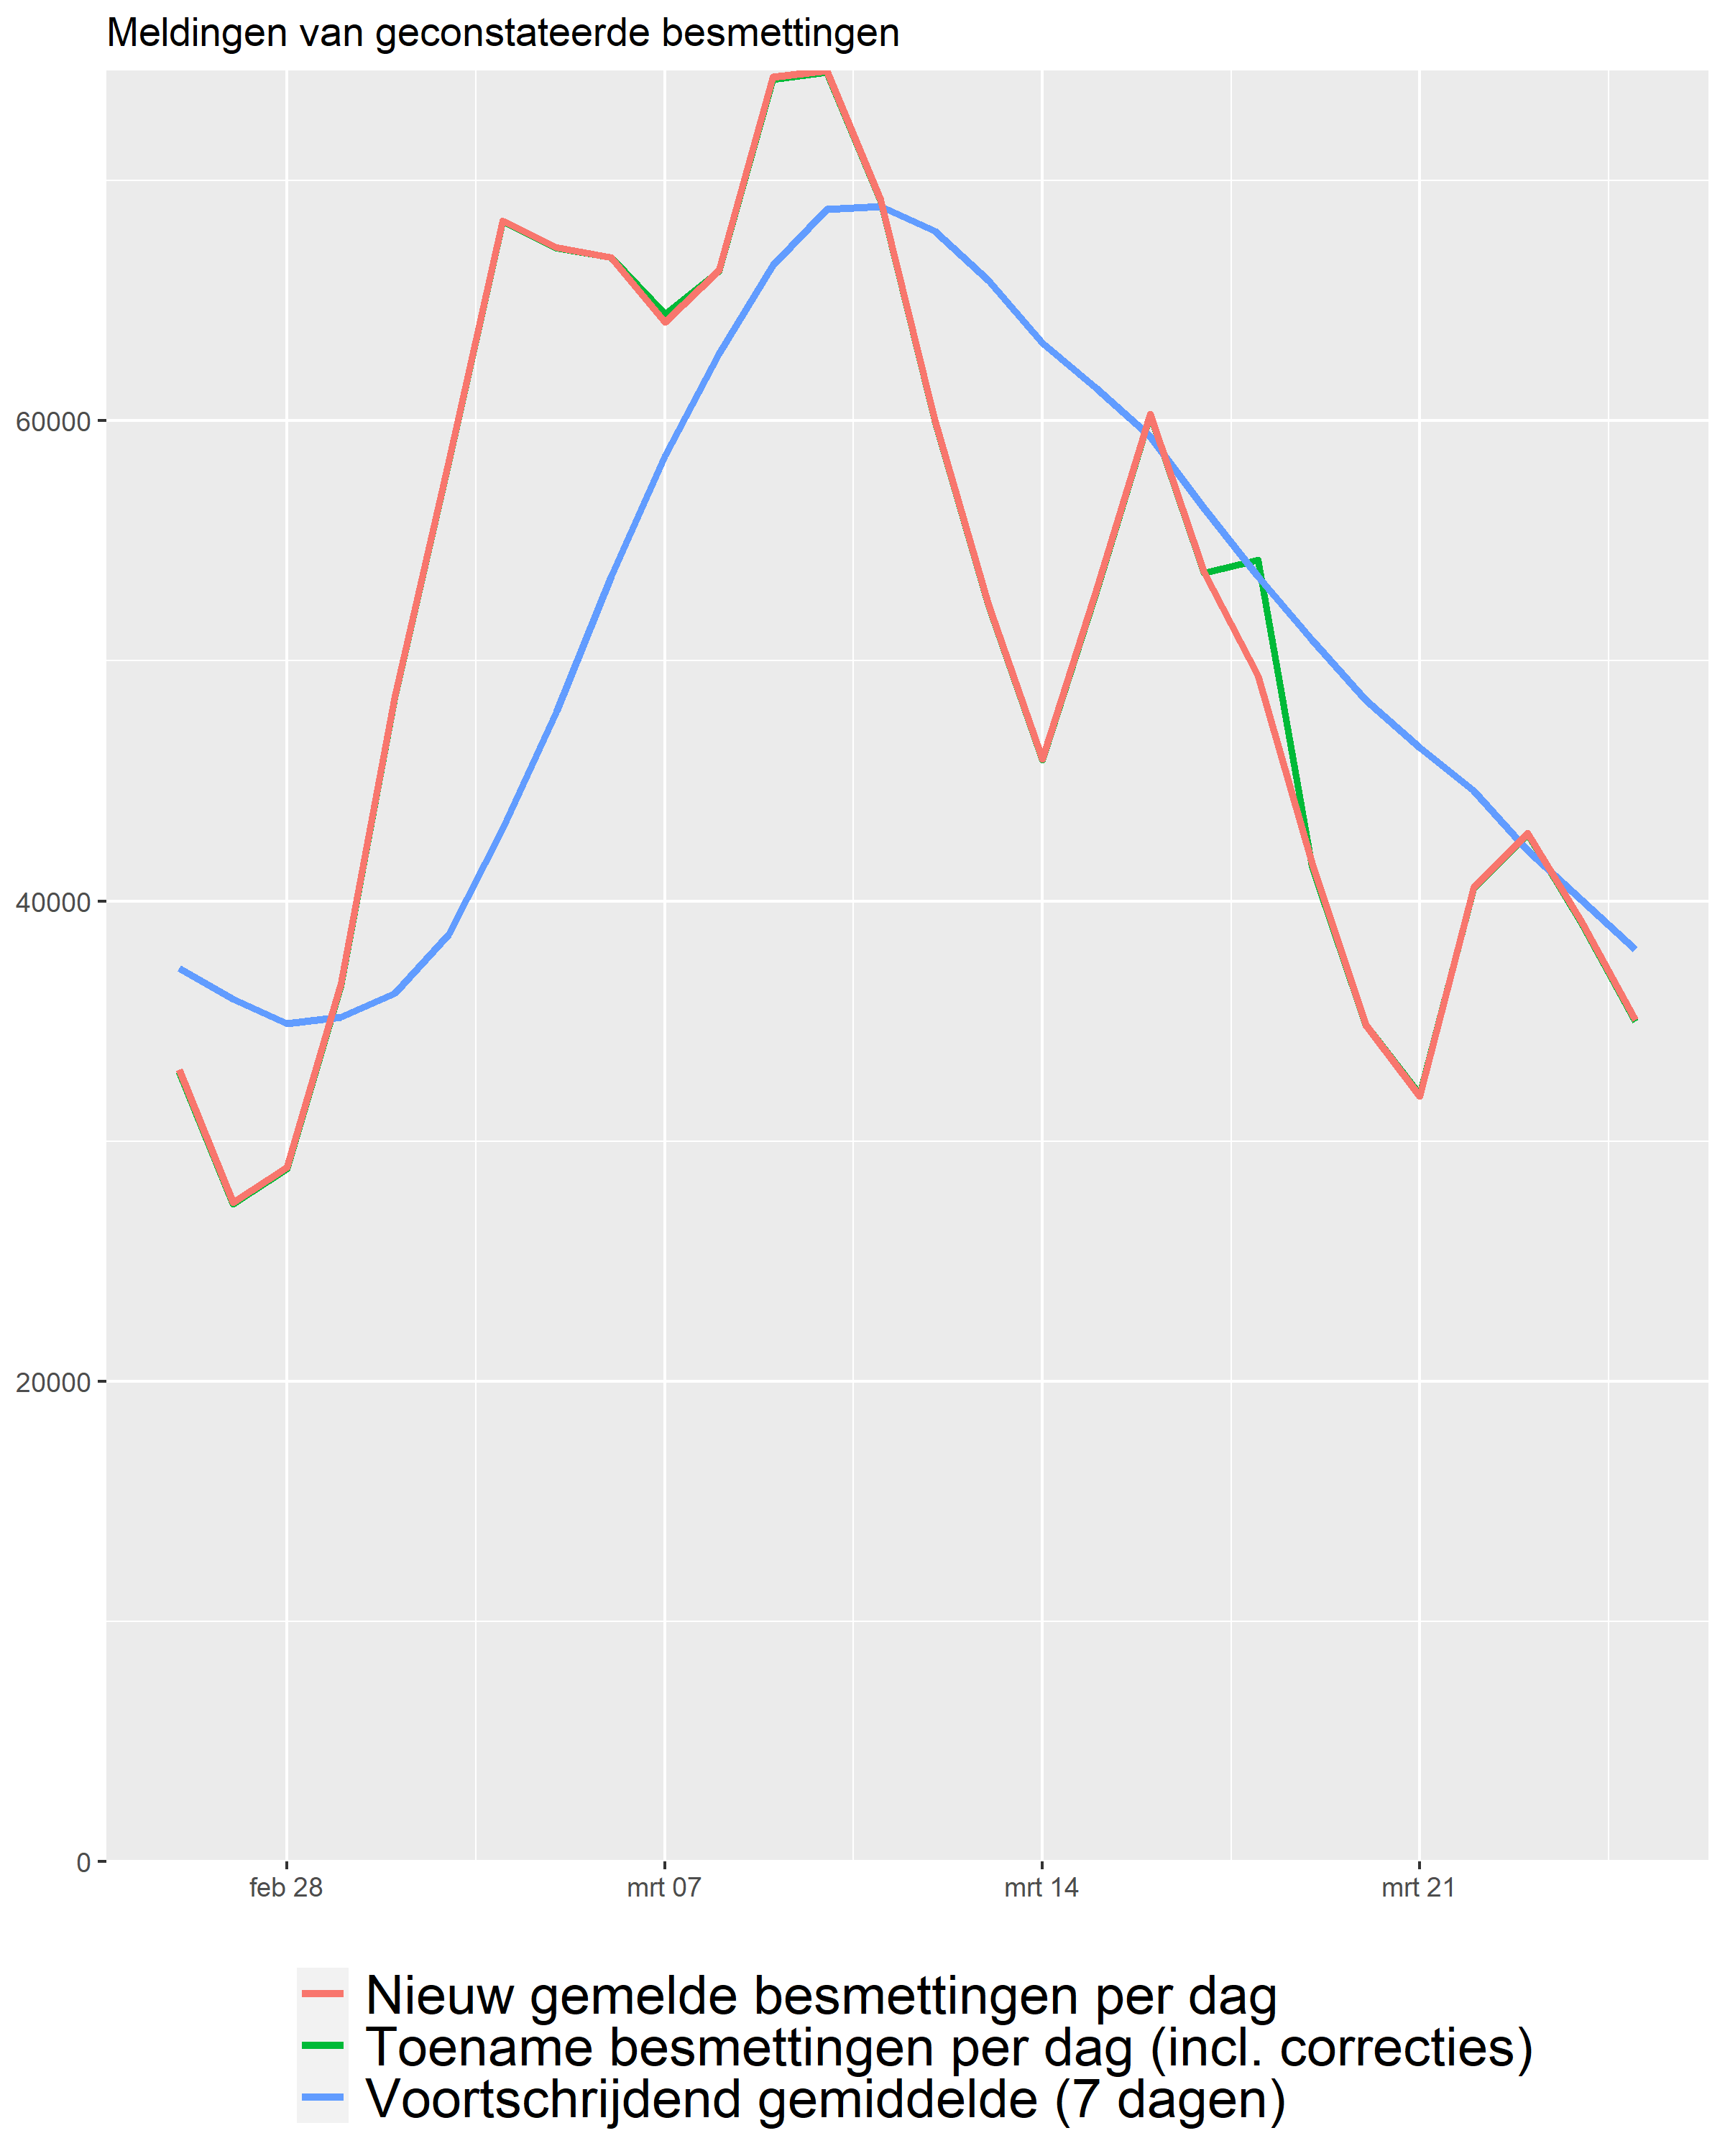 Meldingen van geconstateerde besmettingen
60000
40000
20000
0
feb 28
mrt 07
mrt 14
mrt 21
Nieuw gemelde besmettingen per dag
Toename besmettingen per dag (incl. correcties)
Voortschrijdend gemiddelde (7 dagen)